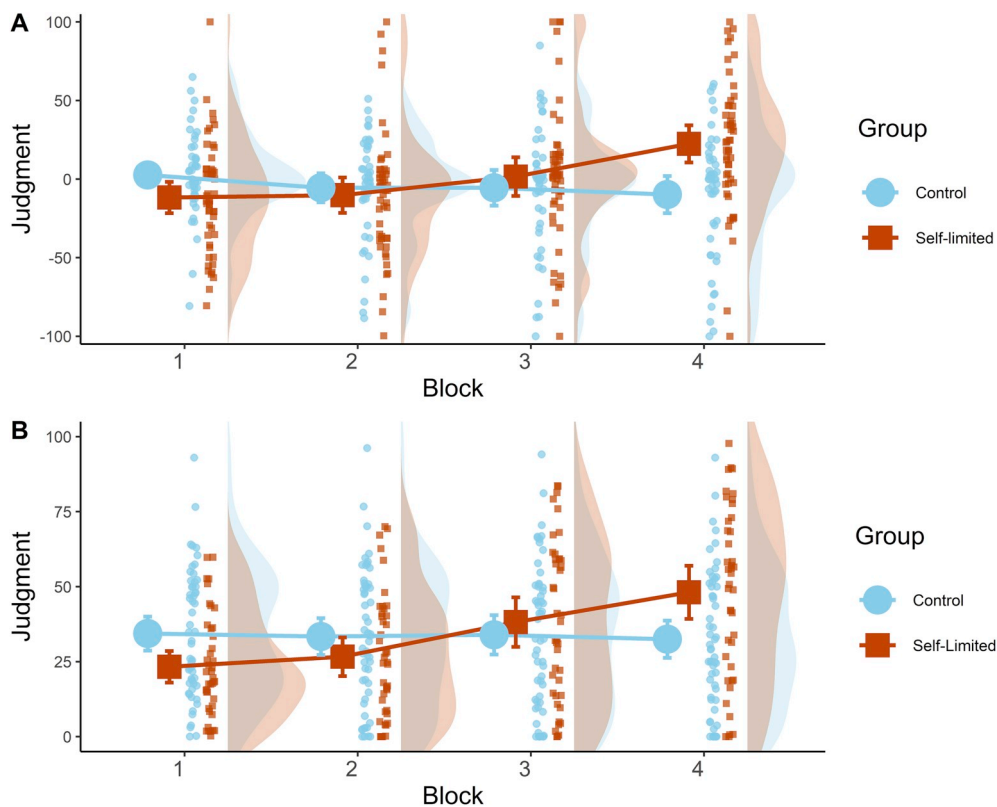 A
100
50
0
-50
-100
Judgment
1 2 3 4
Block
Group
Control
Self-limited
B
100
75
50
25
0
Judgment
1 2 3 4
Block
Group
Control
Self-Limited